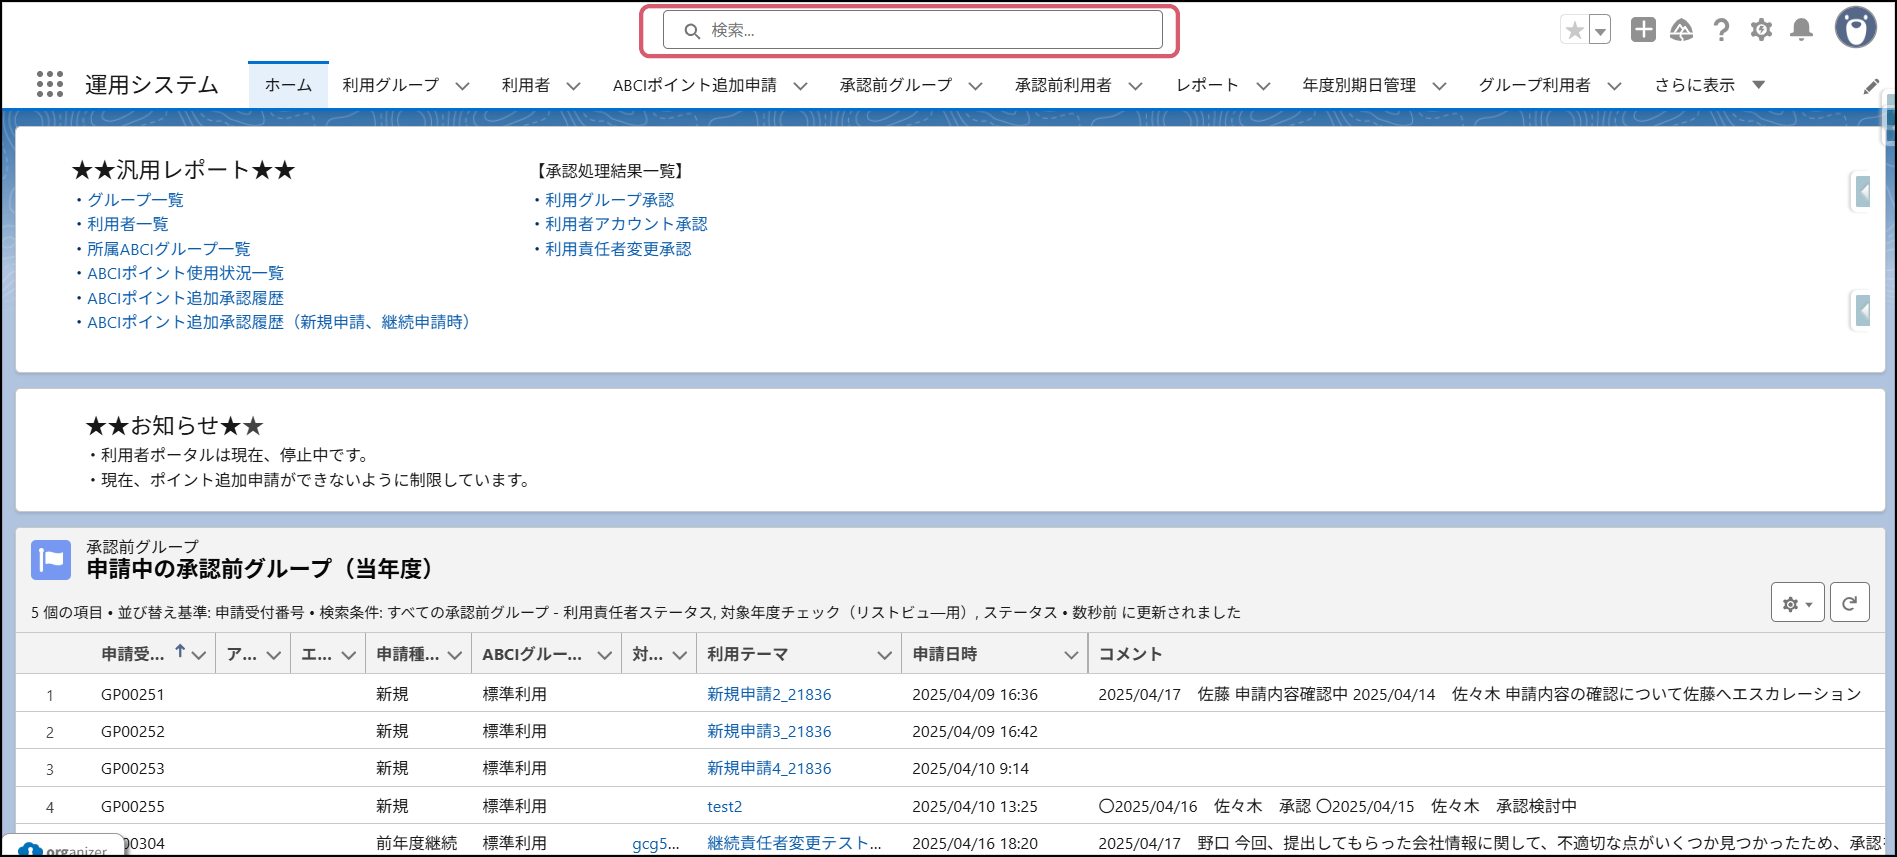 検索...
運用システム ホーム 利用グループ 利用者 ABCIポイント追加申請 承認前グループ 承認前利用者 レポート 年度別期日管理 グループ利用者 さらに表示
★★汎用レポート★★
・グループ一覧
・利用者一覧
・所属ABCIグループ一覧
・ABCIポイント使用状況一覧
・ABCIポイント追加承認履歴
・ABCIポイント追加承認履歴（新規申請、継続申請時）
【承認処理結果一覧】
・利用グループ承認
・利用者アカウント承認
・利用責任者変更承認
★★お知らせ★★
・利用者ポータルは現在、停止中です。
・現在、ポイント追加申請ができないように制限しています。
承認前グループ
申請中の承認前グループ（当年度）
5 個の項目 • 並び替え基準: 申請受付番号 • 検索条件: すべての承認前グループ - 利用責任者ステータス, 対象年度チェック（リストビュー用）, ステータス • 数秒前 に更新されました
申請受... ア... エ... 申請種... ABCIグルー... 対... 利用テーマ 申請日時 コメント
1 GP00251 新規 標準利用 新規申請2_21836 2025/04/09 16:36 2025/04/17　佐藤 申請内容確認中 2025/04/14　佐々木 申請内容の確認について佐藤へエスカレーション
2 GP00252 新規 標準利用 新規申請3_21836 2025/04/09 16:42
3 GP00253 新規 標準利用 新規申請4_21836 2025/04/10 9:14
4 GP00255 新規 標準利用 test2 2025/04/10 13:25 〇2025/04/16　佐々木　承認 〇2025/04/15　佐々木　承認検討中
00304 前年度継続 標準利用 gcg5... 継続責任者変更テスト... 2025/04/16 18:20 2025/04/17　野口 今回、提出してもらった会社情報に関して、不適切な点がいくつか見つかったため、承認
organizer